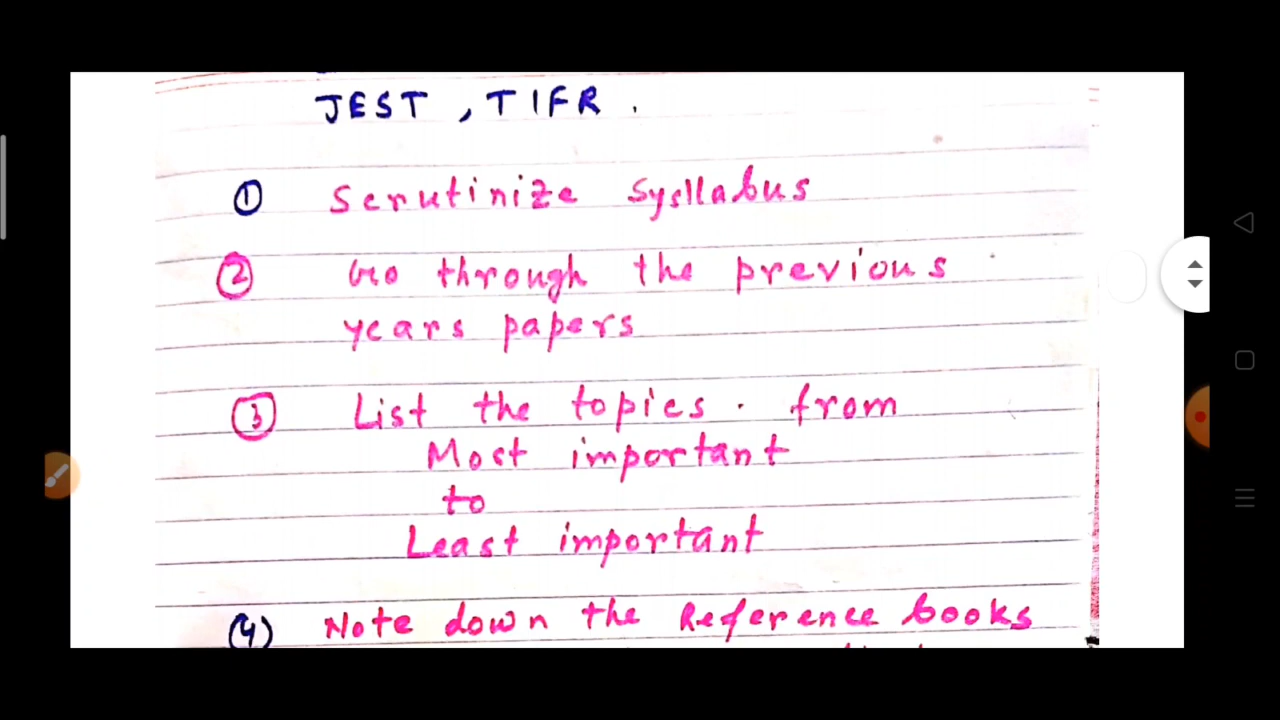 JEST, TIFR.
① Scrutinize Syllabus
② Go through the previous
years papers
③ List the topics. from
Most important
to
Least important
(4) Note down the Reference books